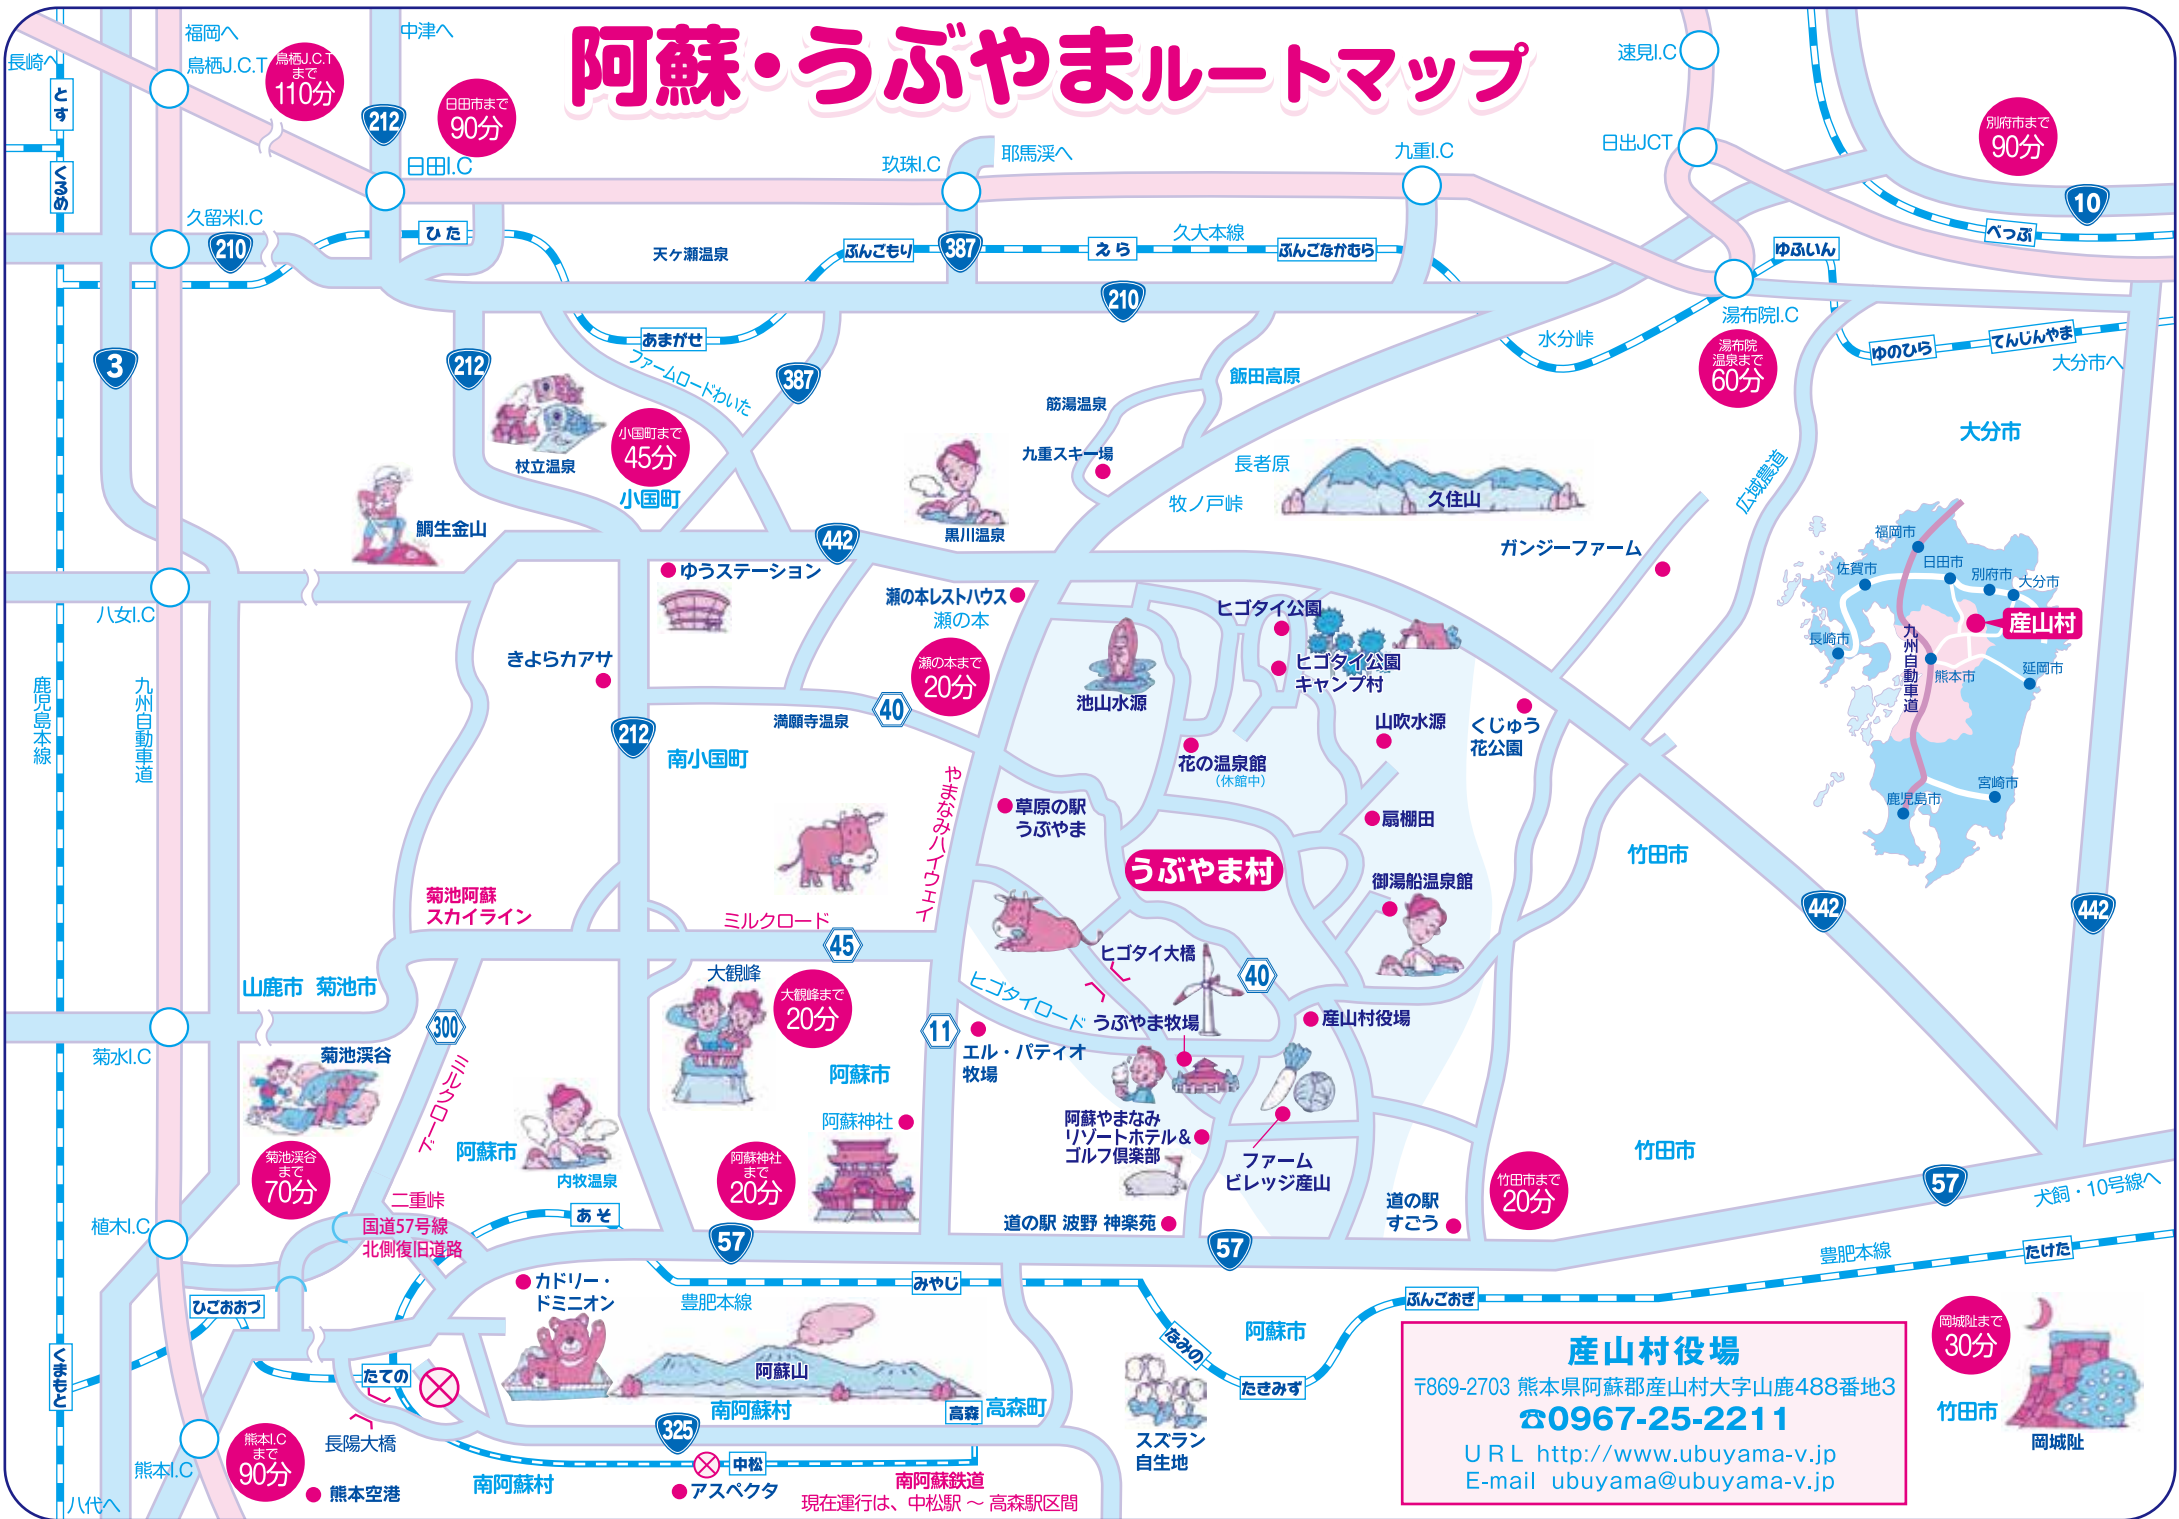 阿蘇・うぶやまルートマップ
長崎へ
福岡へ
鳥栖J.C.T
鳥栖J.C.T
まで
110分
中津へ
212
日田市まで
90分
日田I.C
玖珠I.C
耶馬渓へ
九重I.C
速見I.C
日出JCT
別府市まで
90分
10
とす
くるめ
久留米I.C
210
ひた
天ヶ瀬温泉
ぶんごもり
387
えら
久大本線
ぶんごなかむら
ゆふいん
べっぷ
210
湯布院I.C
水分峠
湯布院
温泉まで
60分
ゆのひら
てんじんやま
大分市へ
大分市
3
212
あまがせ
ファームロードわいた
387
杖立温泉
小国町まで
45分
小国町
鯛生金山
筋湯温泉
九重スキー場
飯田高原
長者原
牧ノ戸峠
久住山
広域農道
黒川温泉
442
ゆうステーション
瀬の本レストハウス
瀬の本
瀬の本まで
20分
ガンジーファーム
八女I.C
鹿児島本線
九州自動車道
きよらカアサ
212
満願寺温泉
40
南小国町
やまなみハイウェイ
池山水源
ヒゴタイ公園
ヒゴタイ公園
キャンプ村
花の温泉館
(休館中)
山吹水源
くじゅう
花公園
草原の駅
うぶやま
扇棚田
うぶやま村
御湯船温泉館
竹田市
442
442
福岡市
佐賀市
日田市
別府市
大分市
産山村
長崎市
九州自動車道
熊本市
延岡市
鹿児島市
宮崎市
菊池阿蘇
スカイライン
ミルクロード
45
山鹿市
菊池市
300
ミルクロード
大観峰
大観峰まで
20分
11
ヒゴタイロード
ヒゴタイ大橋
40
うぶやま牧場
産山村役場
エル・パティオ
牧場
菊水I.C
菊池渓谷
菊池渓谷
まで
70分
阿蘇市
内牧温泉
阿蘇市
阿蘇神社
阿蘇神社
まで
20分
阿蘇やまなみ
リゾートホテル&
ゴルフ倶楽部
ファーム
ビレッジ産山
道の駅 波野 神楽苑
道の駅
すごう
竹田市まで
20分
竹田市
57
犬飼・10号線へ
植木I.C
二重峠
国道57号線
北側復旧道路
あそ
57
57
豊肥本線
たけた
ひごおおづ
カドリー・
ドミニオン
豊肥本線
みやじ
なみの
たきみず
ぶんごおぎ
阿蘇市
くまもと
たての
阿蘇山
南阿蘇村
高森
高森町
325
長陽大橋
熊本I.C
熊本I.C
まで
90分
熊本空港
八代へ
南阿蘇村
中松
アスペクタ
南阿蘇鉄道
現在運行は、中松駅 ～ 高森駅区間
スズラン
自生地
産山村役場
〒869-2703 熊本県阿蘇郡産山村大字山鹿488番地3
☎0967-25-2211
URL http://www.ubuyama-v.jp
E-mail ubuyama@ubuyama-v.jp
岡城趾まで
30分
竹田市
岡城趾